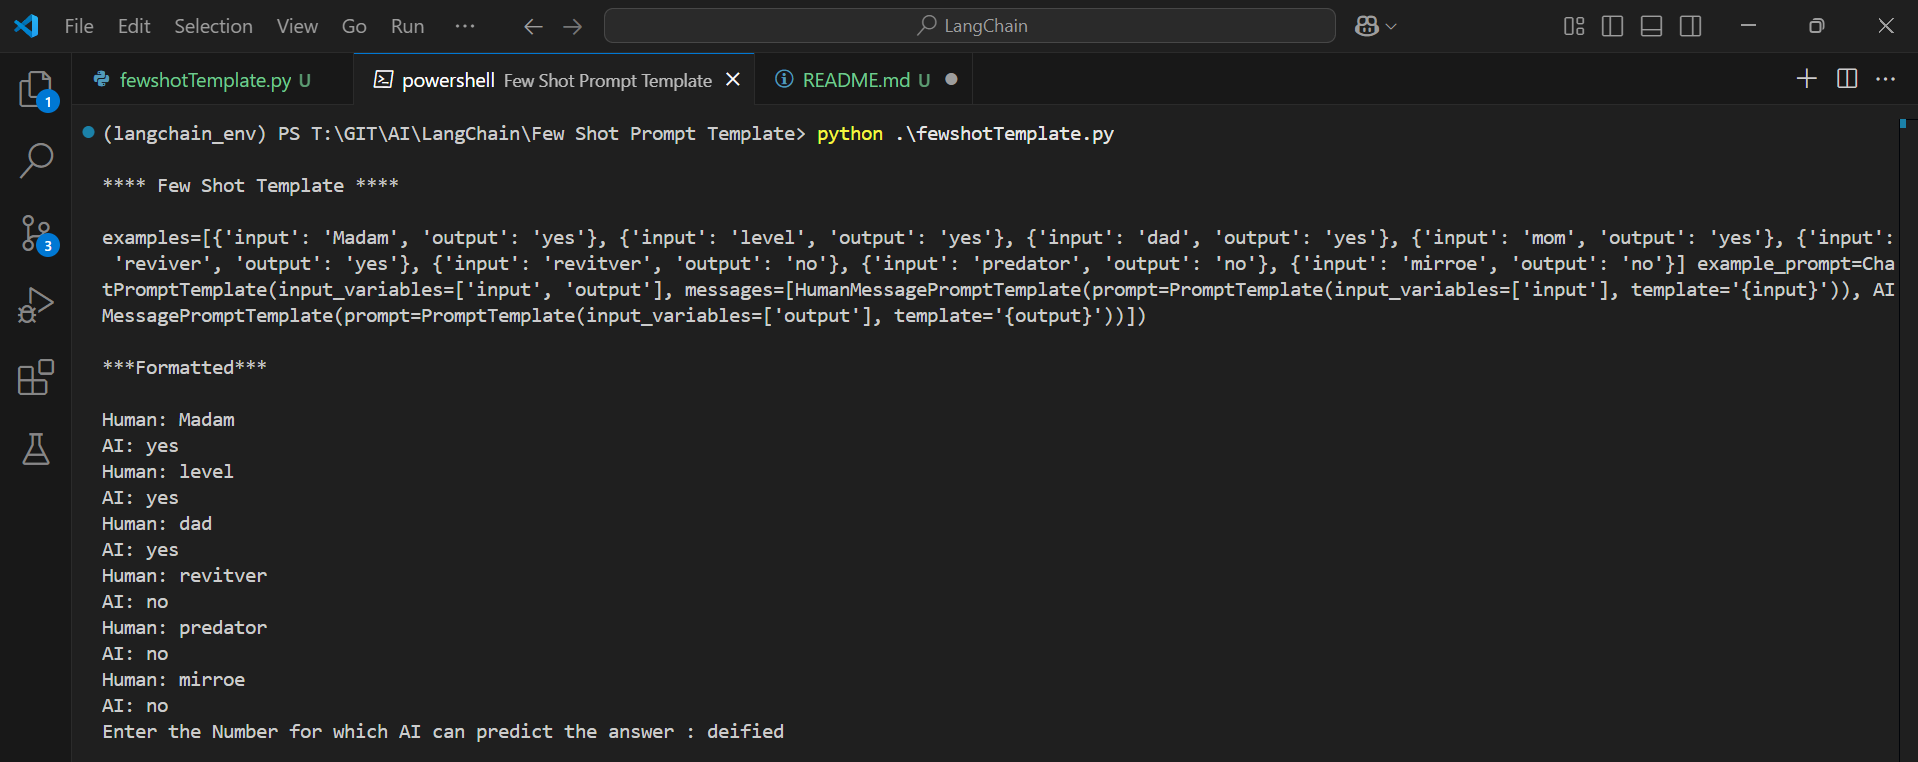 File Edit Selection View Go Run ··· LangChain
fewshotTemplate.py U powershell Few Shot Prompt Template README.md U
1
3
(langchain_env) PS T:\GIT\AI\LangChain\Few Shot Prompt Template> python .\fewshotTemplate.py
**** Few Shot Template ****
examples=[{'input': 'Madam', 'output': 'yes'}, {'input': 'level', 'output': 'yes'}, {'input': 'dad', 'output': 'yes'}, {'input': 'mom', 'output': 'yes'}, {'input':
'reviver', 'output': 'yes'}, {'input': 'revitver', 'output': 'no'}, {'input': 'predator', 'output': 'no'}, {'input': 'mirroe', 'output': 'no'}] example_prompt=Cha
tPromptTemplate(input_variables=['input', 'output'], messages=[HumanMessagePromptTemplate(prompt=PromptTemplate(input_variables=['input'], template='{input}')), AI
MessagePromptTemplate(prompt=PromptTemplate(input_variables=['output'], template='{output}'))])
***Formatted***
Human: Madam
AI: yes
Human: level
AI: yes
Human: dad
AI: yes
Human: revitver
AI: no
Human: predator
AI: no
Human: mirroe
AI: no
Enter the Number for which AI can predict the answer : deified